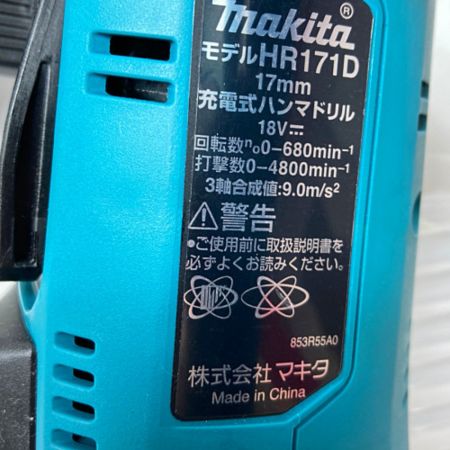 makita®
モデルHR171D
17mm
充電式ハンマドリル
18V⎓
回転数n₀0-680min⁻¹
打撃数0-4800min⁻¹
3軸合成値:9.0m/s²
⚠警告
•ご使用前に取扱説明書を
必ずよくお読みください。
853R55A0
株式会社マキタ
Made in China